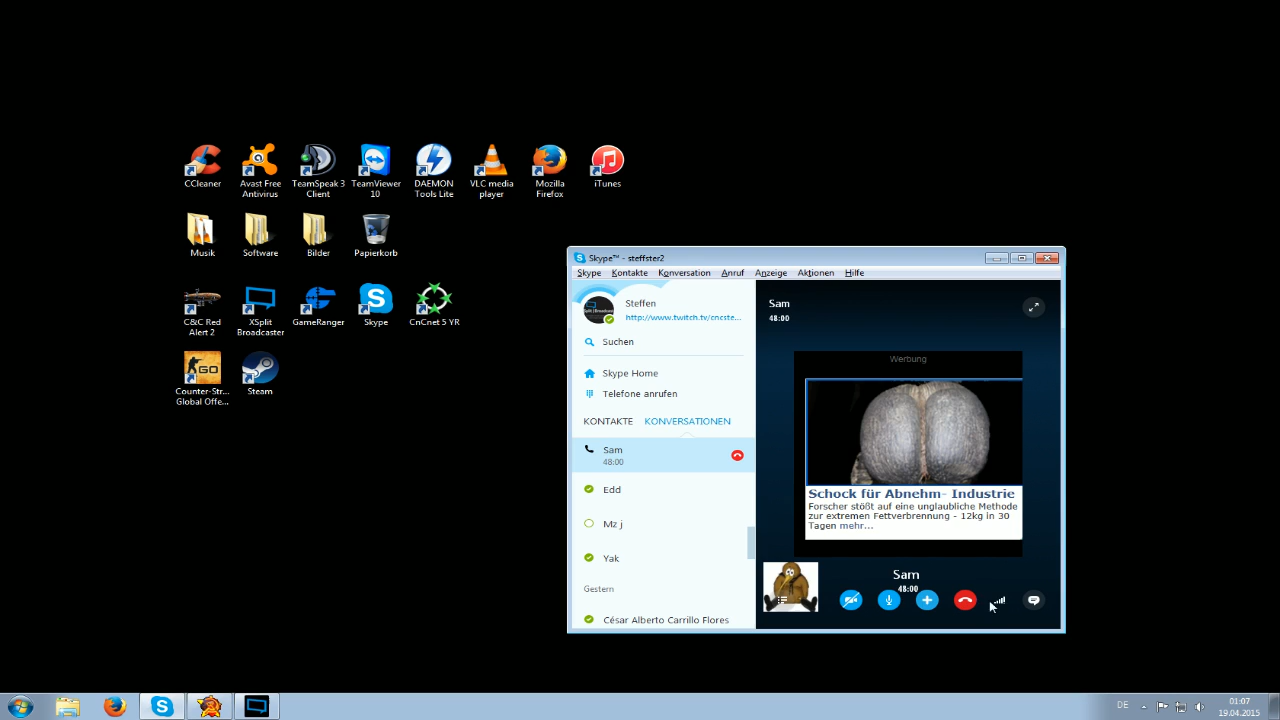 CCleaner
Avast Free
Antivirus
TeamSpeak 3
Client
TeamViewer
10
DAEMON
Tools Lite
VLC media
player
Mozilla
Firefox
iTunes
Musik
Software
Bilder
Papierkorb
C&C Red
Alert 2
XSplit
Broadcaster
GameRanger
Skype
CnCnet 5 YR
GO
Counter-Str...
Global Offe...
Steam
Skype™ - steffster2
Skype Kontakte Konversation Anruf Anzeige Aktionen Hilfe
Steffen
http://www.twitch.tv/cncste...
Suchen
Skype Home
Telefone anrufen
KONTAKTE KONVERSATIONEN
Sam
48:00
Edd
Mz j
Yak
Gestern
César Alberto Carrillo Flores
Sam
48:00
Werbung
Schock für Abnehm- Industrie
Forscher stößt auf eine unglaubliche Methode
zur extremen Fettverbrennung - 12kg in 30
Tagen mehr...
Sam
48:00
DE
01:07
19.04.2015